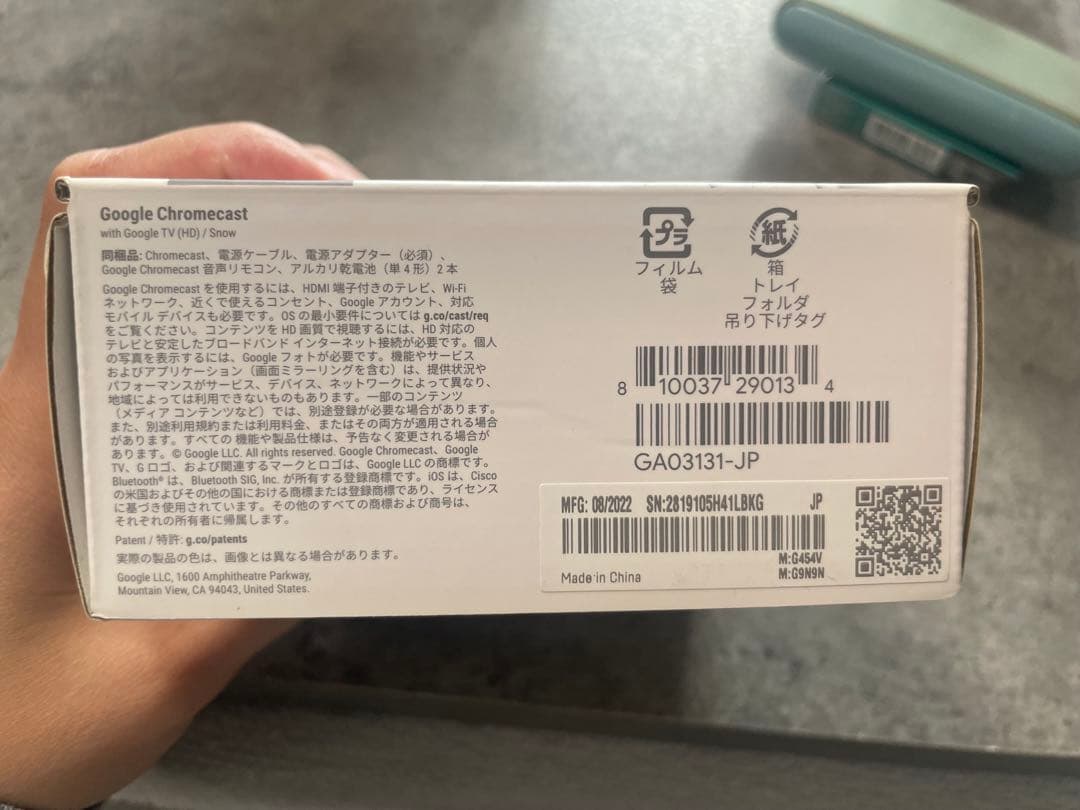 Google Chromecast
with Google TV (HD) / Snow
同梱品: Chromecast、電源ケーブル、電源アダプター（必須）、
Google Chromecast 音声リモコン、アルカリ乾電池（単4形）2本
Google Chromecast を使用するには、HDMI 端子付きのテレビ、Wi-Fi
ネットワーク、近くで使えるコンセント、Google アカウント、対応
モバイル デバイスも必要です。OS の最小要件については g.co/cast/req
をご覧ください。コンテンツを HD 画質で視聴するには、HD 対応の
テレビと安定したブロードバンド インターネット接続が必要です。個人
の写真を表示するには、Google フォトが必要です。機能やサービス
およびアプリケーション（画面ミラーリングを含む）は、提供状況や
パフォーマンスがサービス、デバイス、ネットワークによって異なり、
地域によっては利用できないものもあります。一部のコンテンツ
（メディア コンテンツなど）では、別途登録が必要な場合があります。
また、別途利用規約または利用料金、またはその両方が適用される場合
があります。すべての 機能や製品仕様は、予告なく変更される場合が
あります。© Google LLC. All rights reserved. Google Chromecast、Google
TV、G ロゴ、および関連するマークとロゴは、Google LLC の商標です。
Bluetooth® は、Bluetooth SIG, Inc. が所有する登録商標です。iOS は、Cisco
の米国およびその他の国における商標または登録商標であり、ライセンス
に基づき使用されています。その他のすべての商標および商号は、
それぞれの所有者に帰属します。
Patent / 特許: g.co/patents
実際の製品の色は、画像とは異なる場合があります。
Google LLC, 1600 Amphitheatre Parkway,
Mountain View, CA 94043, United States.
プラ
フィルム
袋
紙
箱
トレイ
フォルダ
吊り下げタグ
8 10037 29013 4
GA03131-JP
MFG: 08/2022 SN:2819105H41LBKG JP
M:G454V
M:G9N9N
Made in China